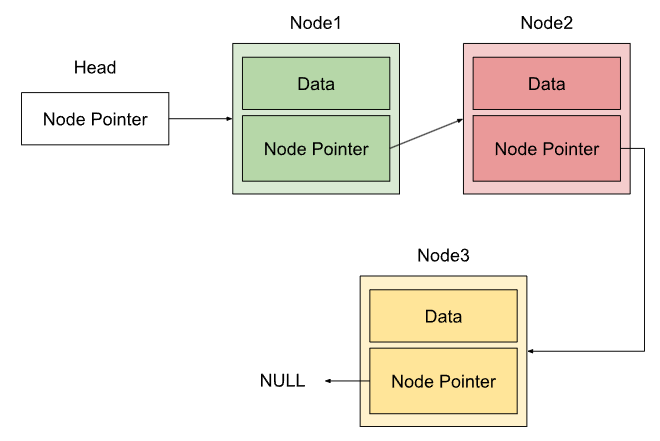 Node1
Node2
Head
Data
Data
Node Pointer
Node Pointer
Node Pointer
Node3
Data
NULL
Node Pointer